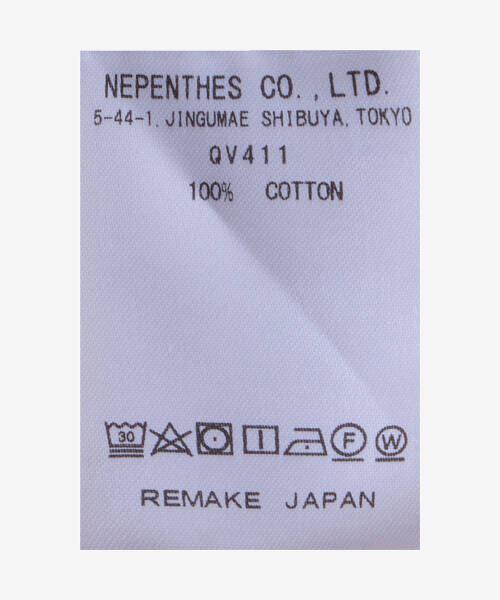 NEPENTHES CO.,LTD.
5-44-1,JINGUMAE SHIBUYA,TOKYO
QV411
100% COTTON
30 F W
REMAKE JAPAN